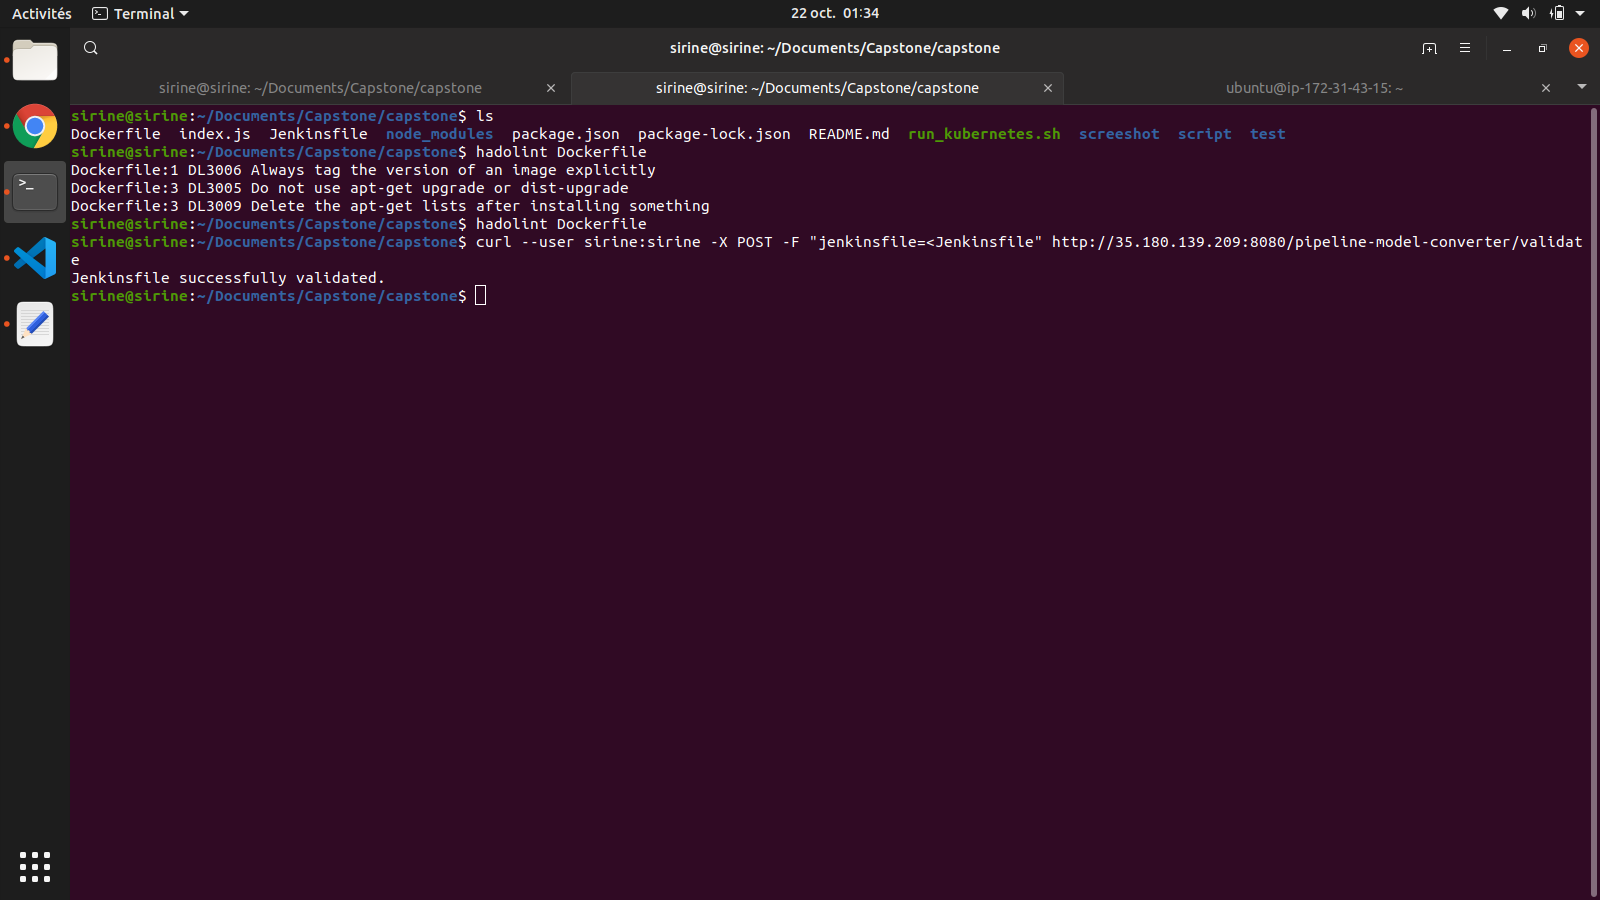 Activités Terminal 22 oct. 01:34
sirine@sirine: ~/Documents/Capstone/capstone
sirine@sirine: ~/Documents/Capstone/capstone sirine@sirine: ~/Documents/Capstone/capstone ubuntu@ip-172-31-43-15: ~
sirine@sirine:~/Documents/Capstone/capstone$ ls
Dockerfile index.js Jenkinsfile node_modules package.json package-lock.json README.md run_kubernetes.sh screeshot script test
sirine@sirine:~/Documents/Capstone/capstone$ hadolint Dockerfile
Dockerfile:1 DL3006 Always tag the version of an image explicitly
Dockerfile:3 DL3005 Do not use apt-get upgrade or dist-upgrade
Dockerfile:3 DL3009 Delete the apt-get lists after installing something
sirine@sirine:~/Documents/Capstone/capstone$ hadolint Dockerfile
sirine@sirine:~/Documents/Capstone/capstone$ curl --user sirine:sirine -X POST -F "jenkinsfile=<Jenkinsfile" http://35.180.139.209:8080/pipeline-model-converter/validat
e
Jenkinsfile successfully validated.
sirine@sirine:~/Documents/Capstone/capstone$